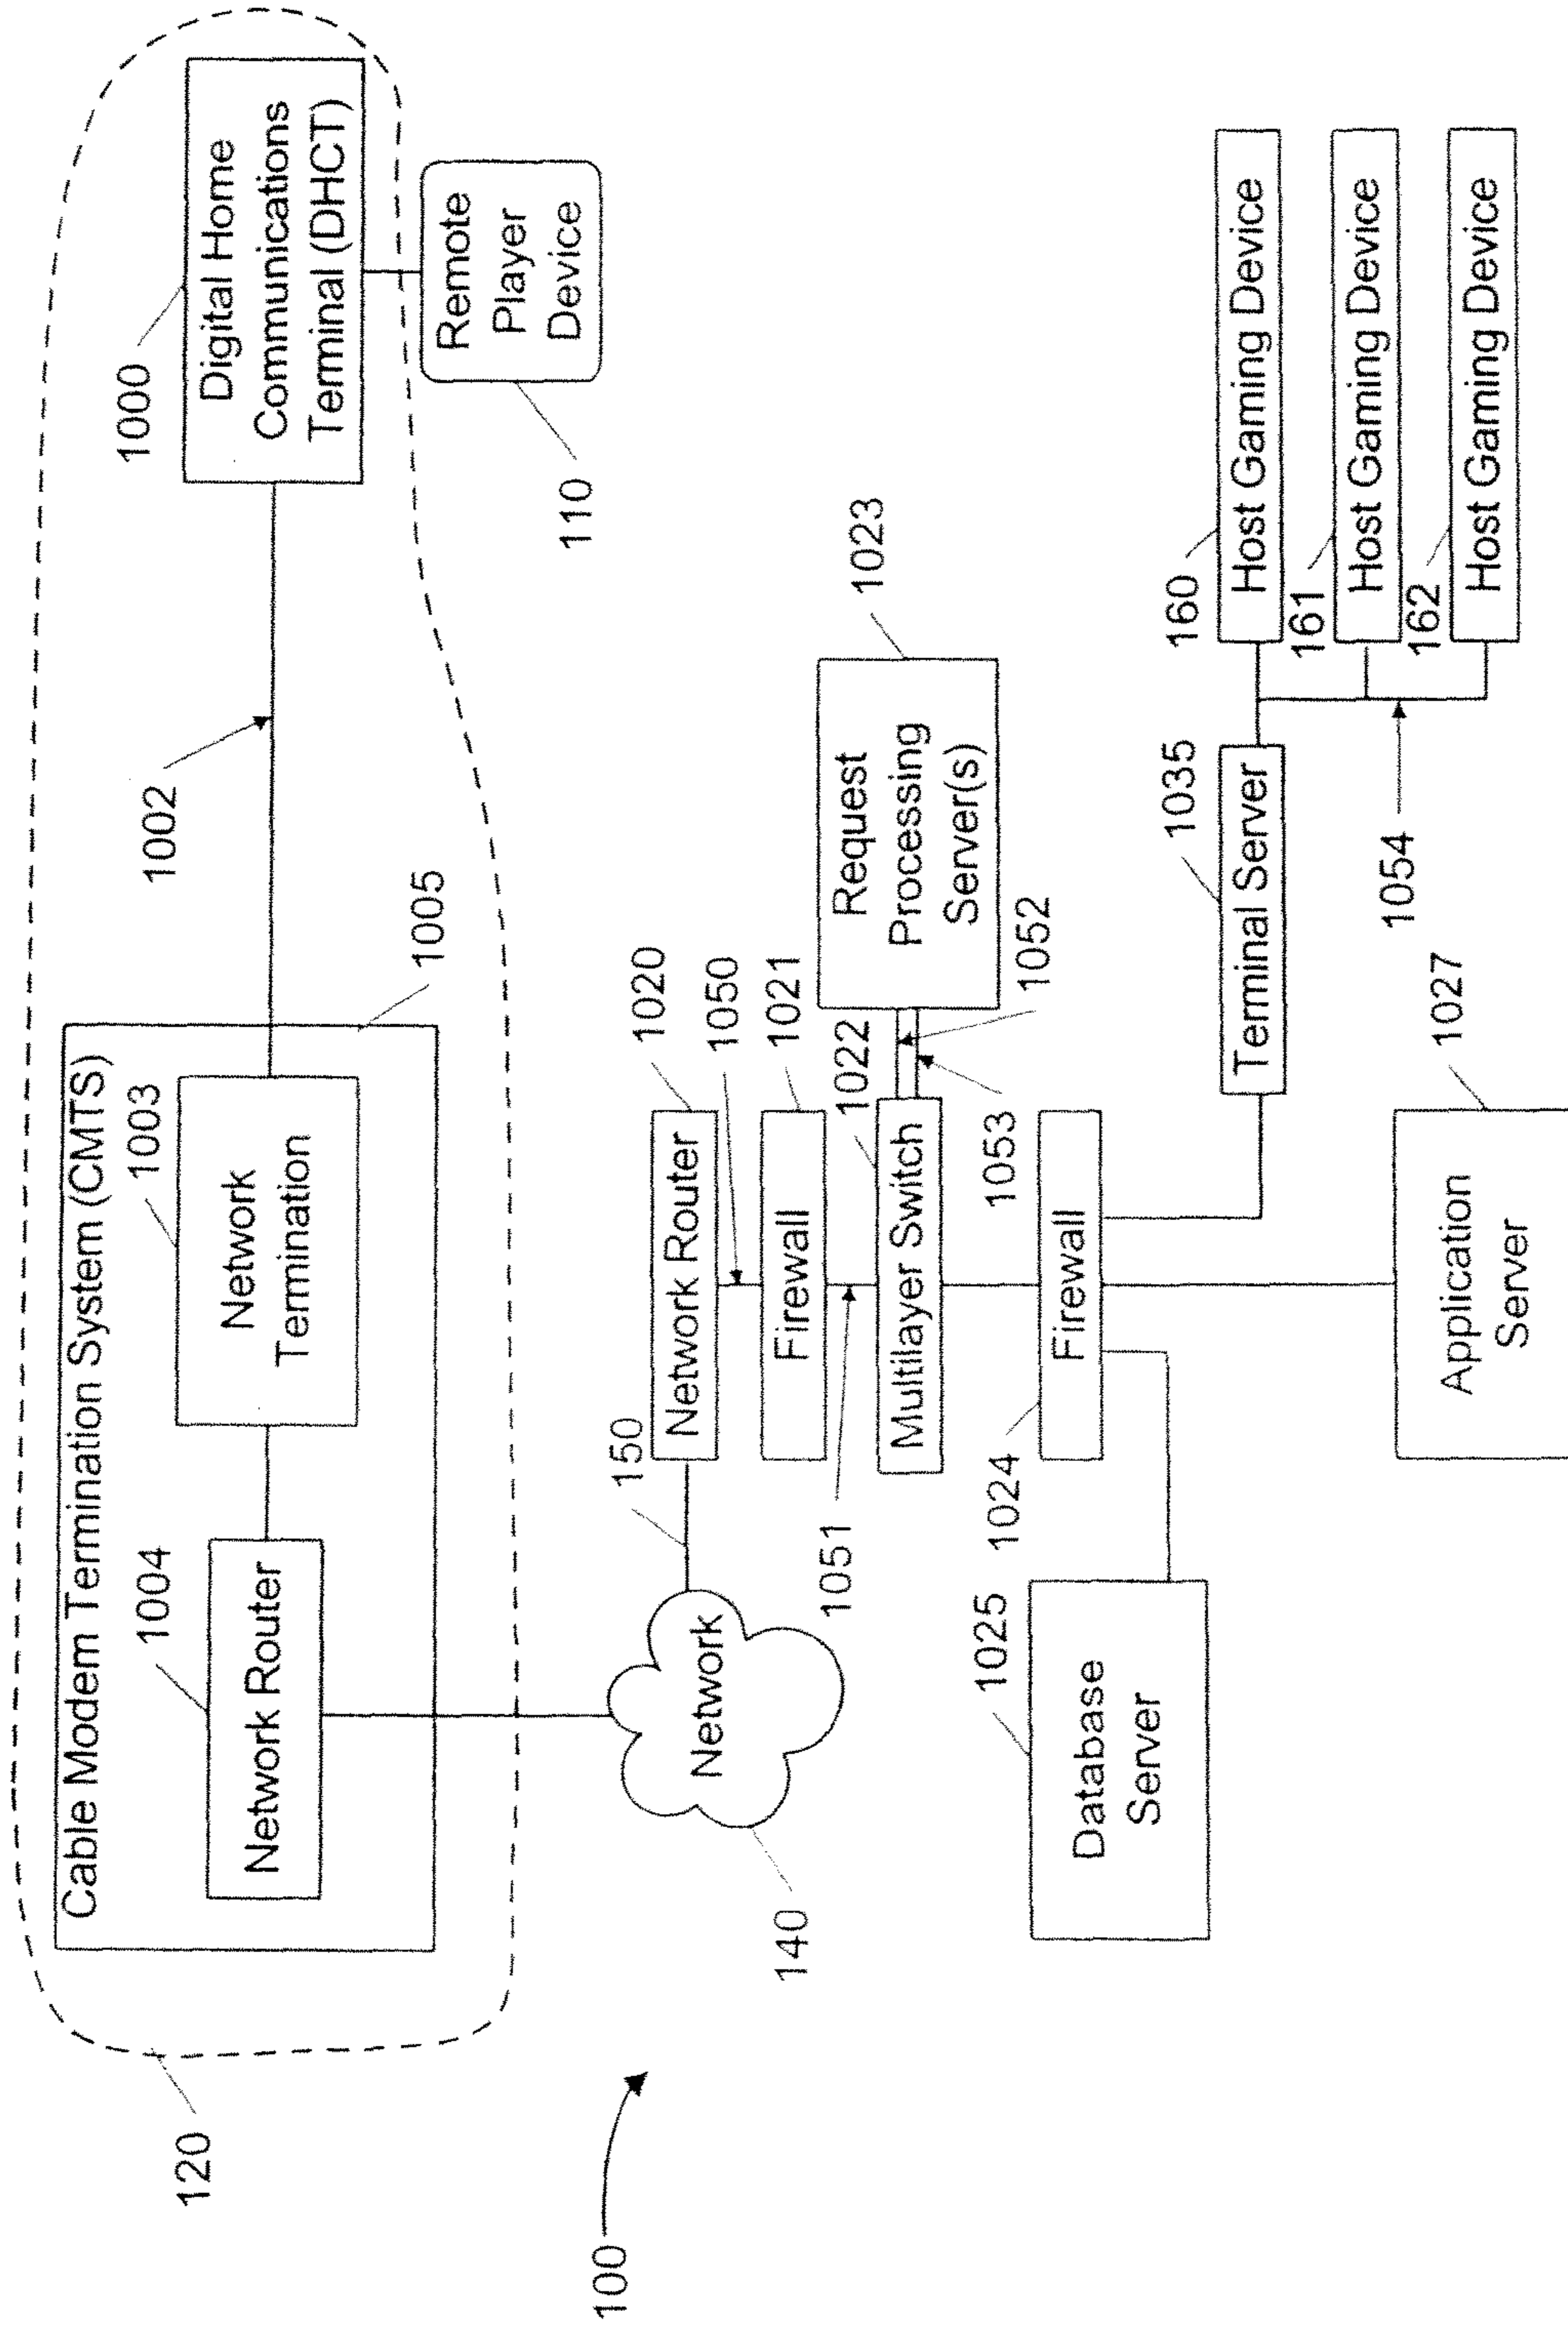 Cable Modem Termination System (CMTS)
1004
Network Router
1003
Network
Termination
1005
1002
1000
Digital Home
Communications
Terminal (DHCT)
120
Remote
Player
Device
110
100
140
Network
150
Network Router
1020
1050
Firewall
1021
1051
Multilayer Switch
1022
Request
Processing
Server(s)
1023
1052
1053
1024
Firewall
1025
Database
Server
Application
Server
1027
Terminal Server
1035
1054
160
Host Gaming Device
161
Host Gaming Device
162
Host Gaming Device